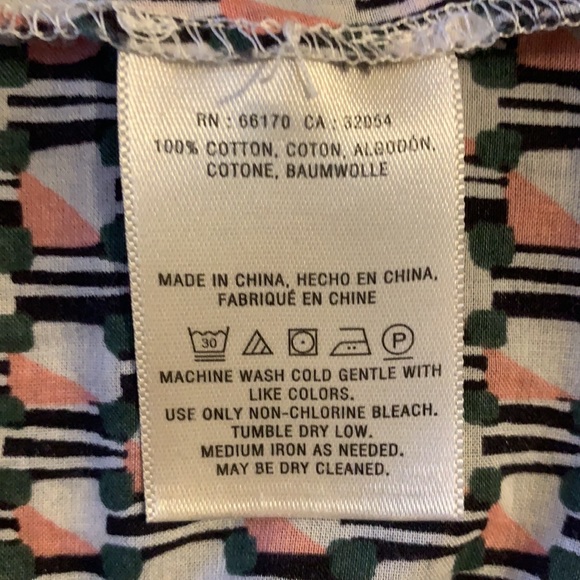 RN : 66170 CA : 32054
100% COTTON, COTON, ALGODÓN,
COTONE, BAUMWOLLE
MADE IN CHINA, HECHO EN CHINA,
FABRIQUÉ EN CHINE
30 P
MACHINE WASH COLD GENTLE WITH
LIKE COLORS.
USE ONLY NON-CHLORINE BLEACH.
TUMBLE DRY LOW.
MEDIUM IRON AS NEEDED.
MAY BE DRY CLEANED.